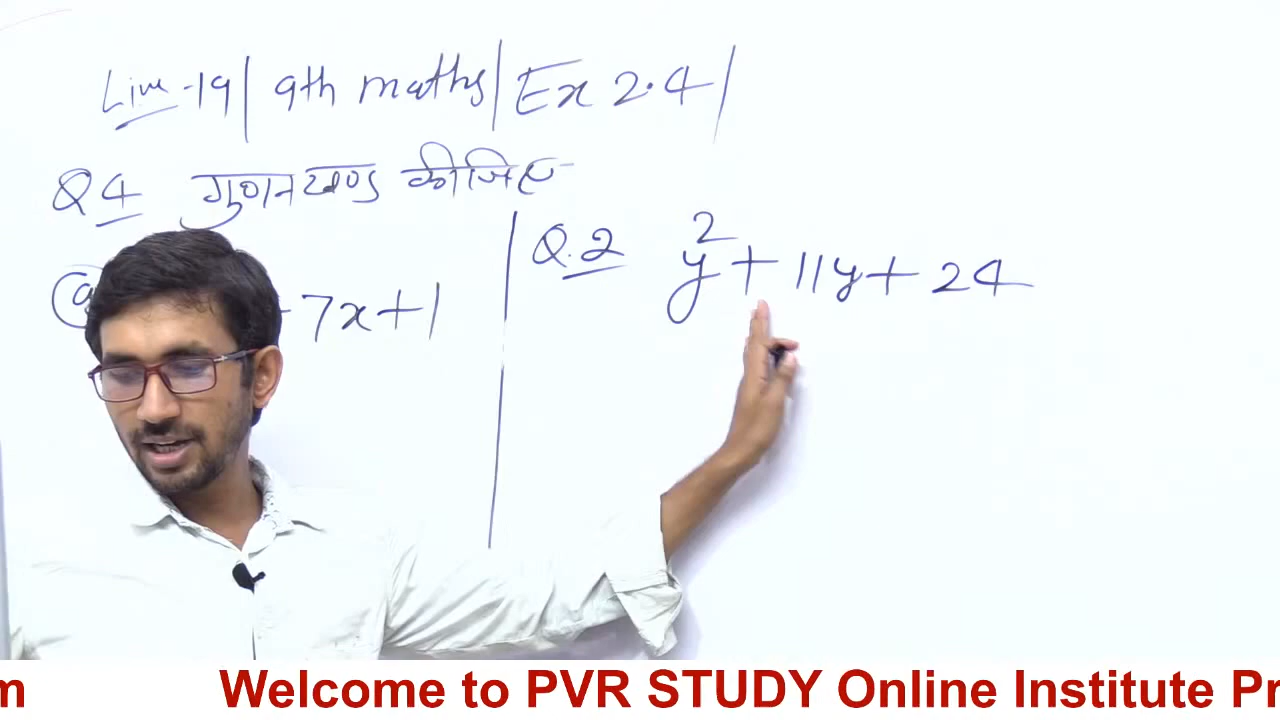 Live-19 | 9th maths | Ex 2.4 |
Q4 गुणनखण्ड कीजिए
a - 7x+1
Q.2 y²+11y+24
m Welcome to PVR STUDY Online Institute Pr